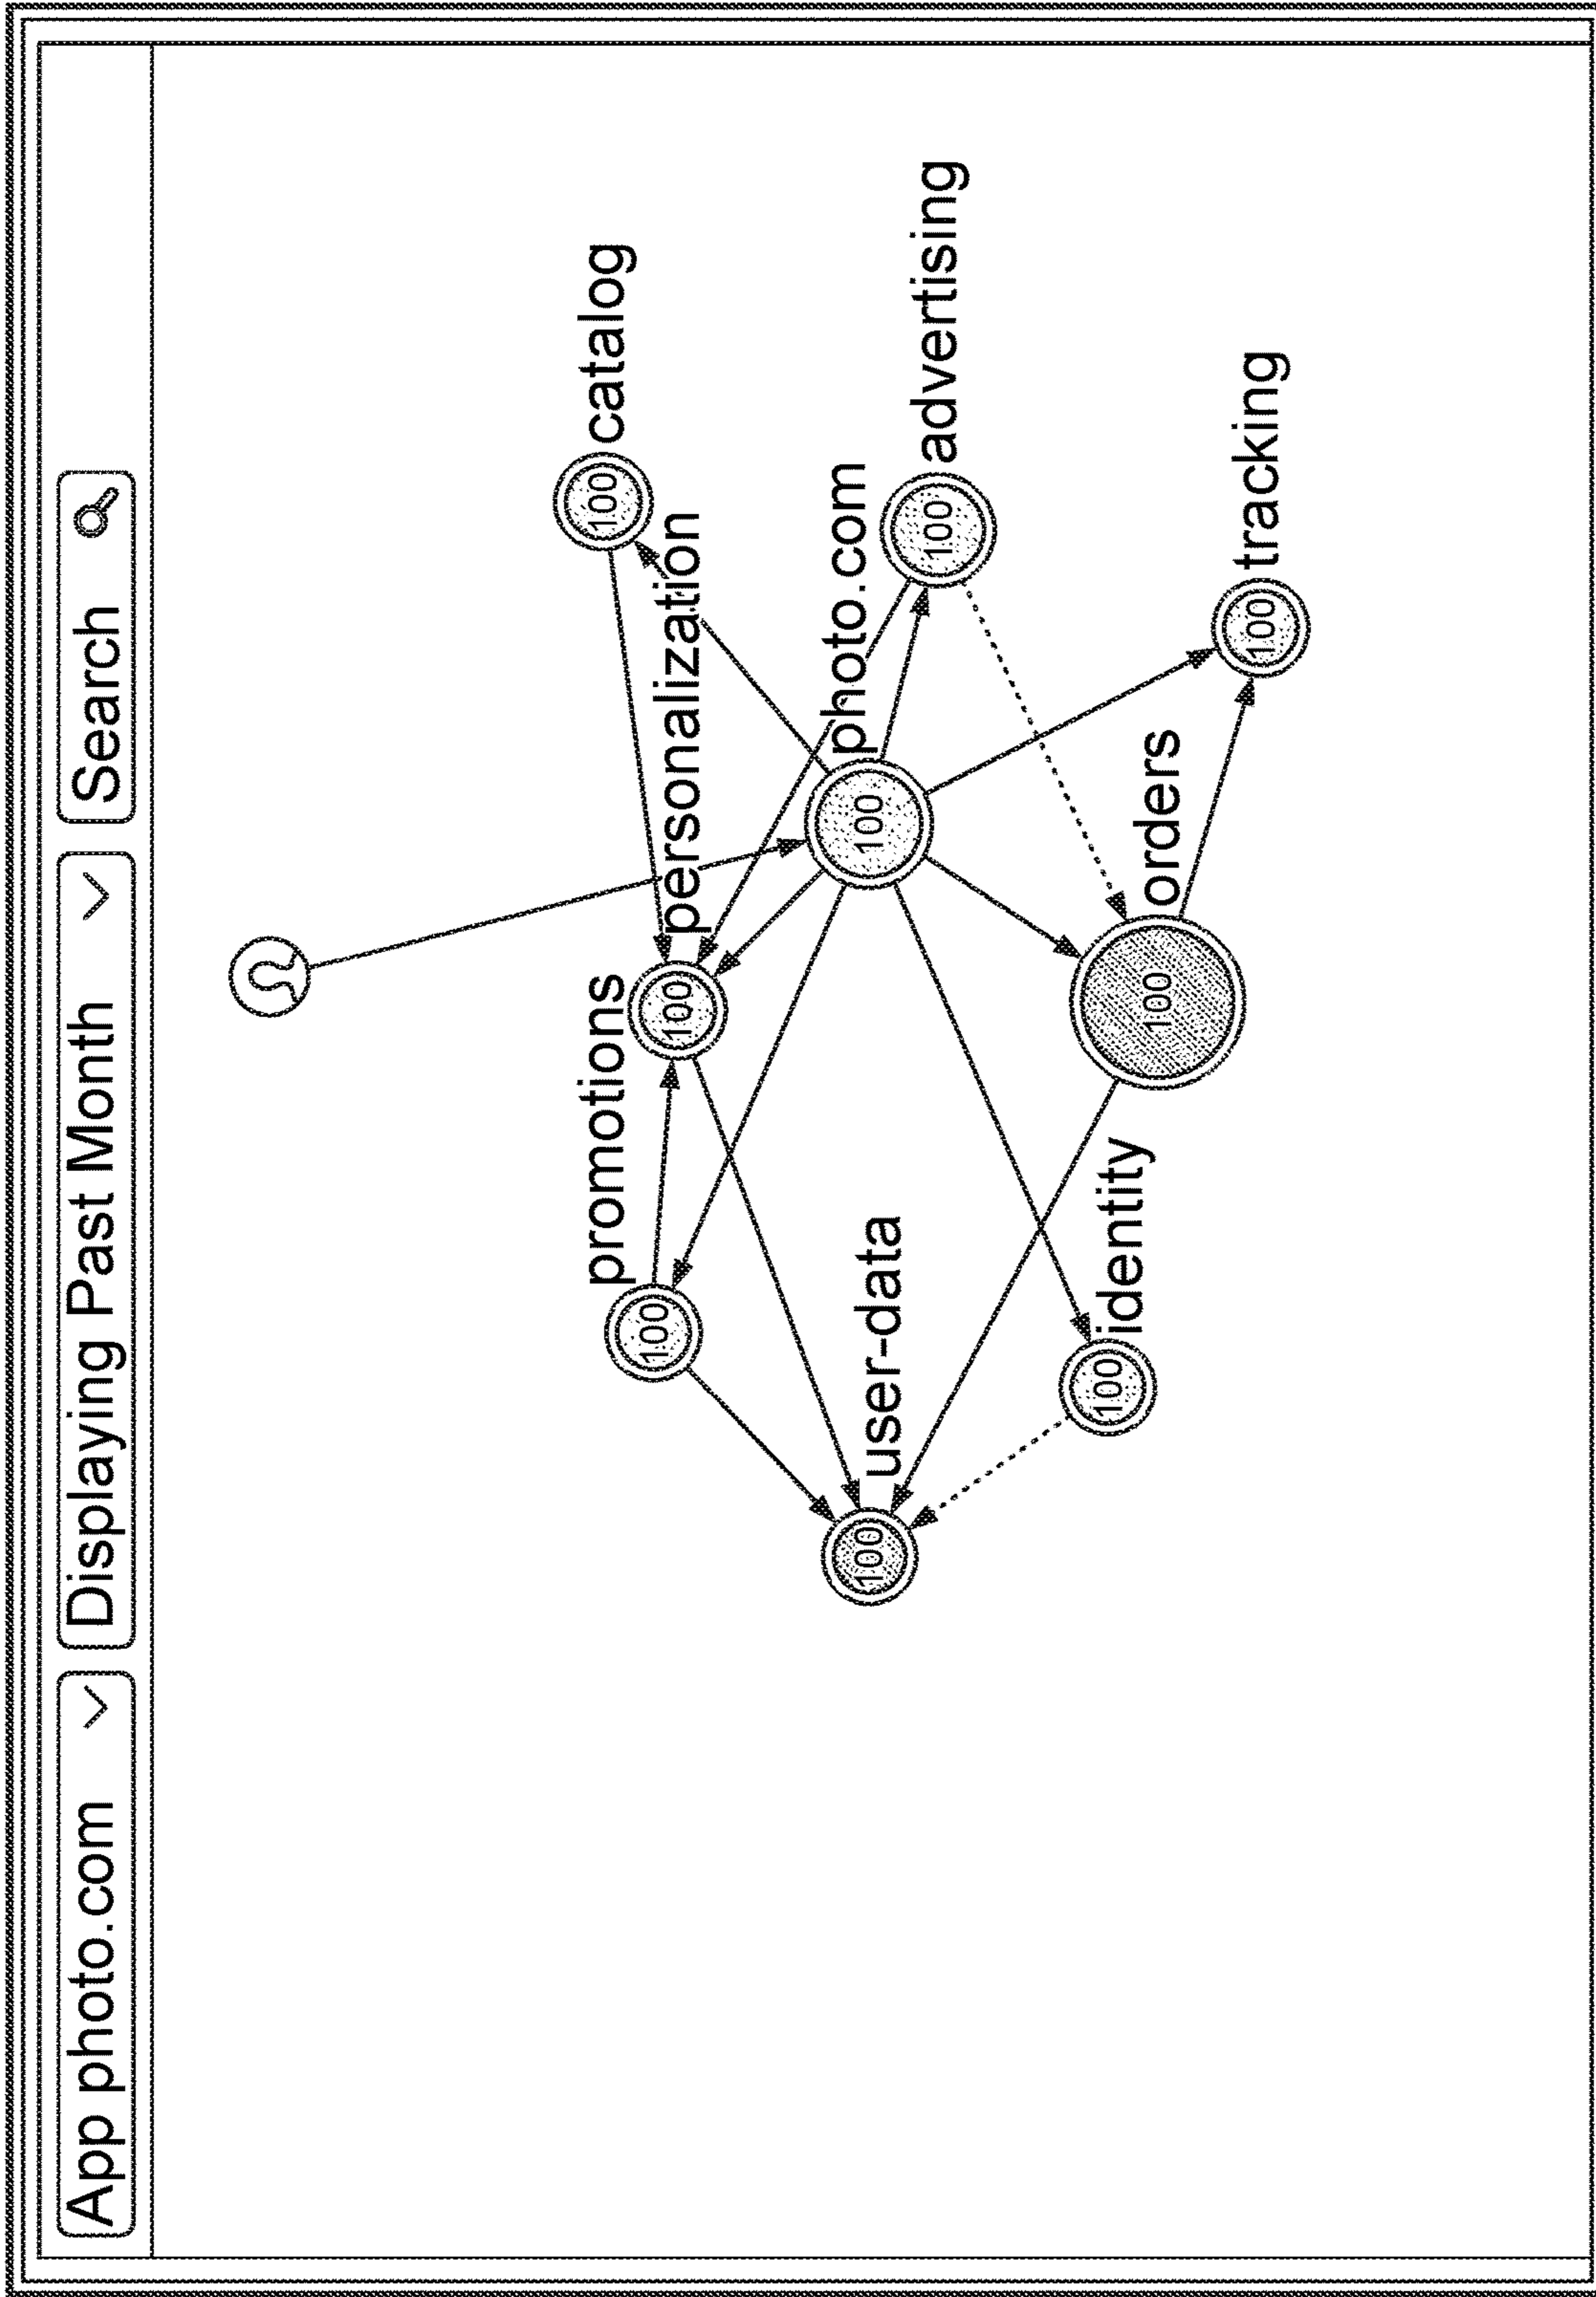 App photo.com
Displaying Past Month
Search
promotions
100
100
personalization
100
catalog
user-data
100
100
photo.com
100
advertising
identity
100
100
orders
100
tracking